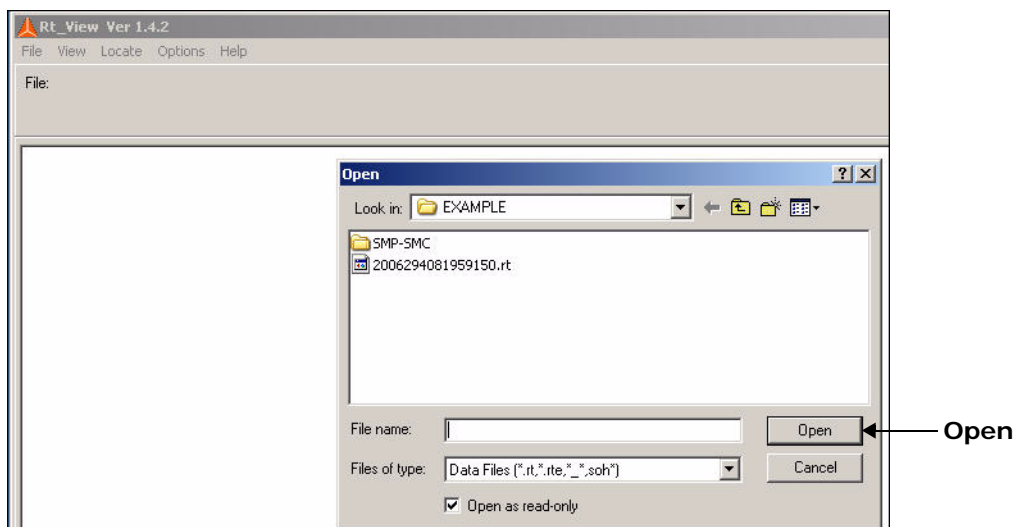 Rt_View Ver 1.4.2
File View Locate Options Help
File:
Open
Look in: EXAMPLE
SMP-SMC
2006294081959150.rt
File name: Open
Open
Files of type: Data Files (*.rt,*.rte,*_*,soh*) Cancel
Open as read-only